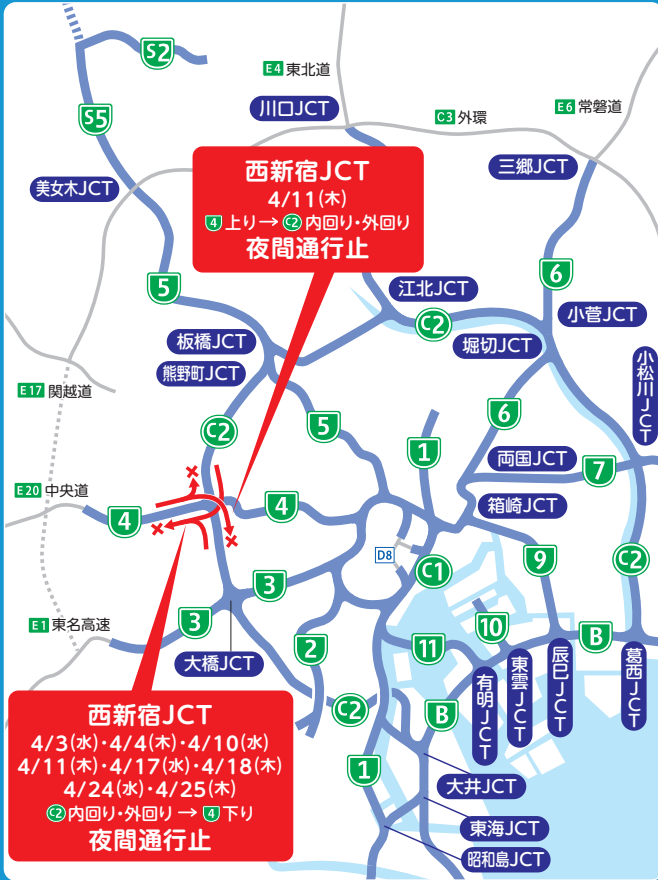 S2
E4 東北道
川口JCT
C3 外環
E6 常磐道
S5
美女木JCT
三郷JCT
西新宿JCT
4/11(木)
4 上り→C2 内回り・外回り
夜間通行止
5
6
江北JCT
C2
小菅JCT
板橋JCT
堀切JCT
熊野町JCT
小松川JCT
E17 関越道
C2
5
1
6
両国JCT
7
E20 中央道
4
4
箱崎JCT
D8
9
C2
C1
3
E1 東名高速
3
2
11
10
B
大橋JCT
有明JCT
東雲JCT
辰巳JCT
葛西JCT
C2
B
1
大井JCT
東海JCT
昭和島JCT
西新宿JCT
4/3(水)・4/4(木)・4/10(水)
4/11(木)・4/17(水)・4/18(木)
4/24(水)・4/25(木)
C2 内回り・外回り→4 下り
夜間通行止